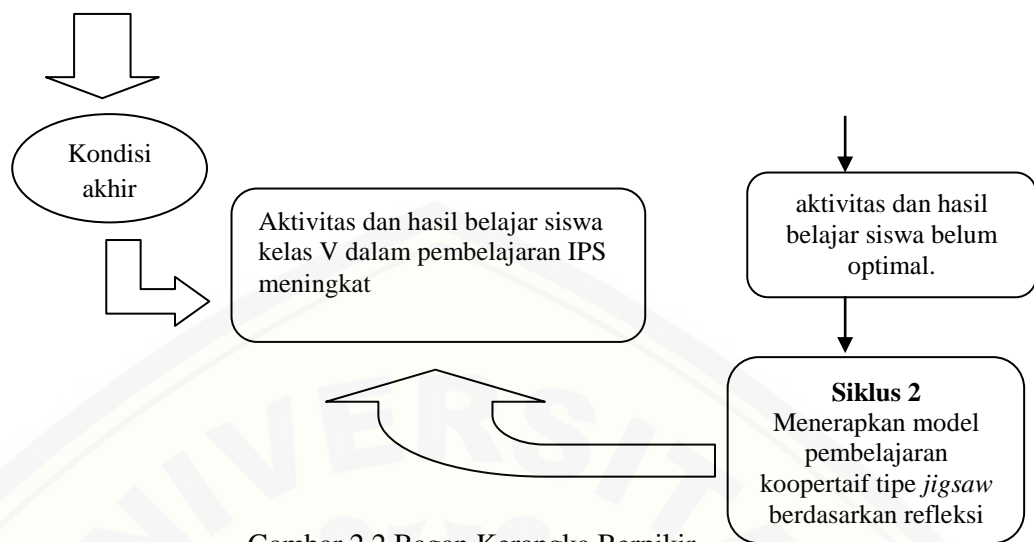 Kondisi
akhir
Aktivitas dan hasil belajar siswa
kelas V dalam pembelajaran IPS
meningkat
aktivitas dan hasil
belajar siswa belum
optimal.
Siklus 2
Menerapkan model
pembelajaran
koopertaif tipe jigsaw
berdasarkan refleksi
Gambar 2.2 Bagan Kerangka Berpikir